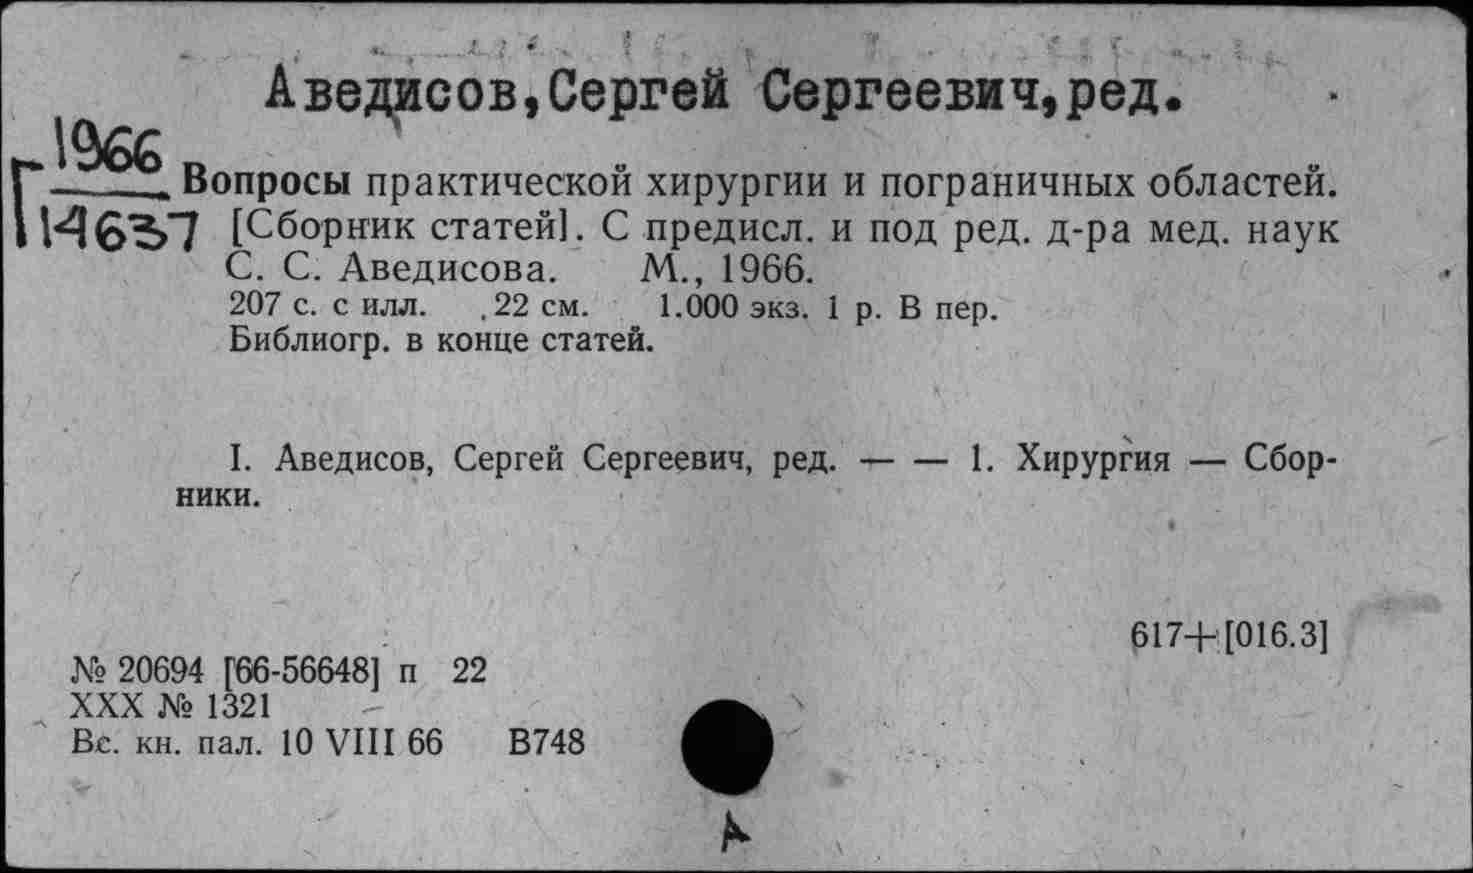 Аведисов,Сергей Сергеевич,ред.
1966
Вопросы практической хирургии и пограничных областей.
14637 [Сборник статей]. С предисл. и под ред. д-ра мед. наук
С. С. Аведисова. М., 1966.
207 с. с илл. , 22 см. 1.000 экз. 1 р. В пер.
Библиогр. в конце статей.
I. Аведисов, Сергей Сергеевич, ред. — — 1. Хирургия — Сбор-
ники.
617+[016.3]
№ 20694 [66-56648] п 22
XXX № 1321
Вс. кн. пал. 10 VIII 66 В748
А